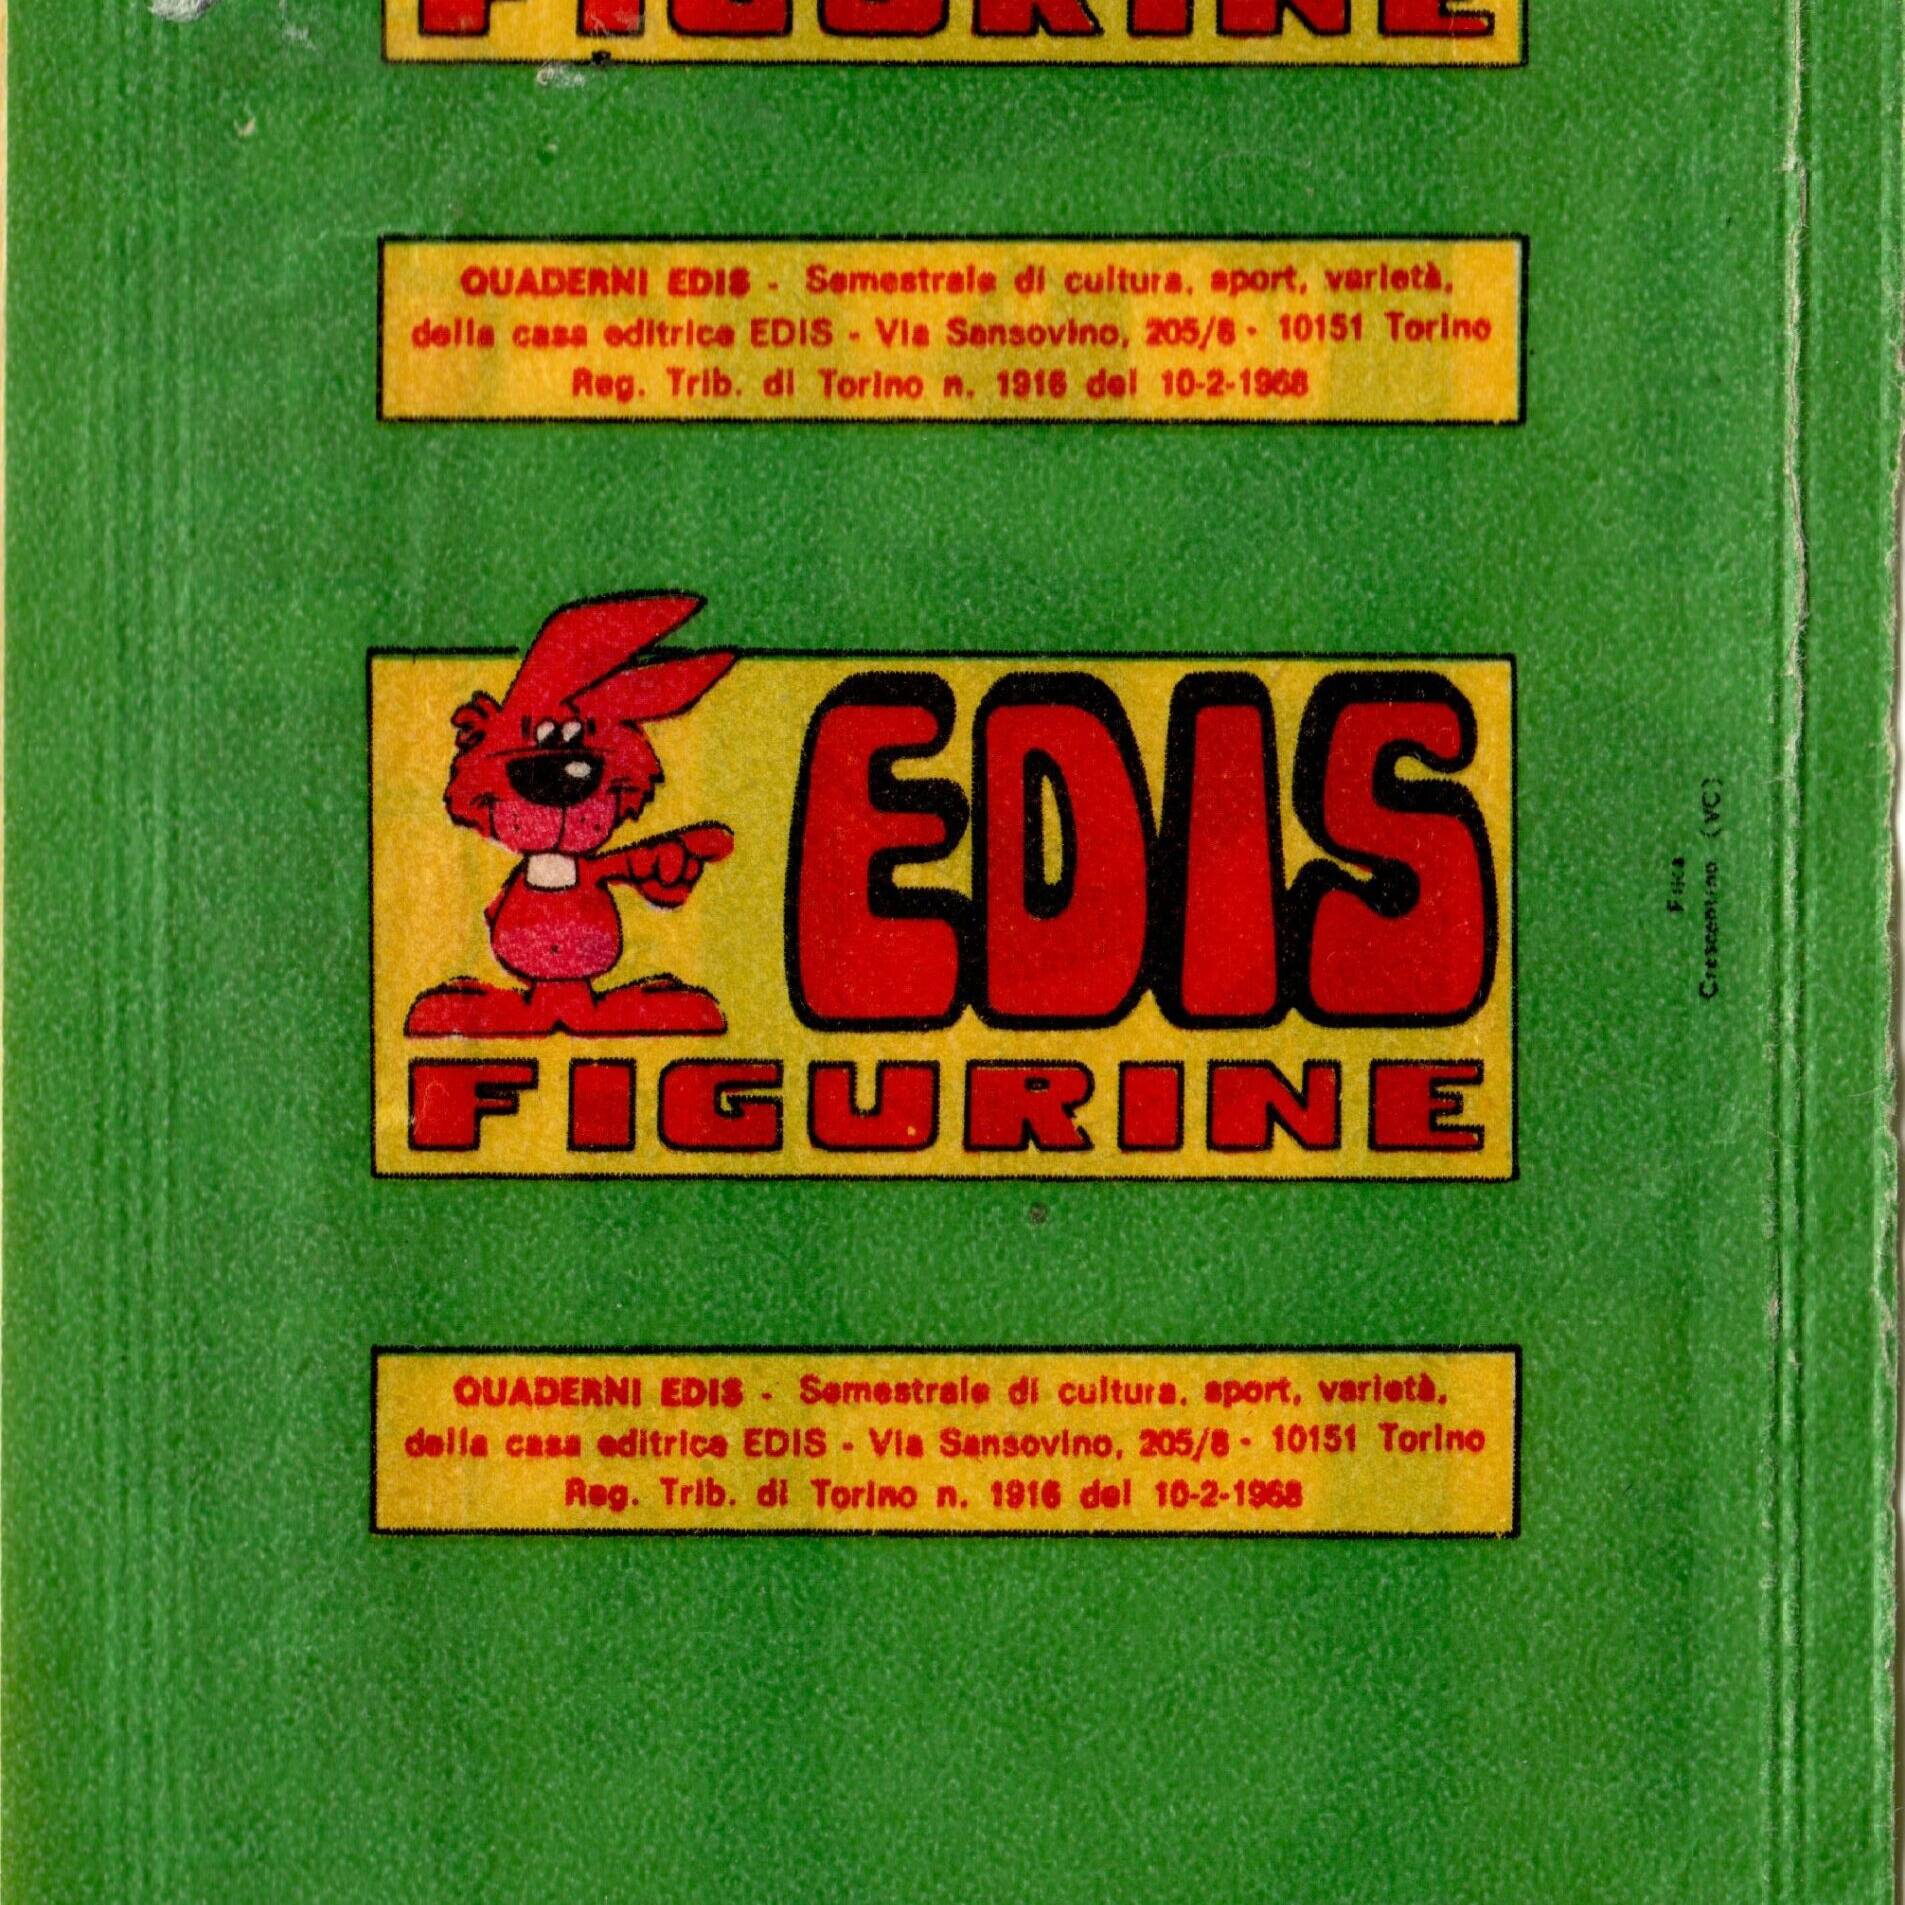 FIGURINE
QUADERNI EDIS - Semestrale di cultura, sport, varietà,
della casa editrice EDIS - Via Sansovino, 205/8 - 10151 Torino
Reg. Trib. di Torino n. 1916 del 10-2-1968
EDIS
FIGURINE
Crescentino (VC)
QUADERNI EDIS - Semestrale di cultura, sport, varietà,
della casa editrice EDIS - Via Sansovino, 205/8 - 10151 Torino
Reg. Trib. di Torino n. 1916 del 10-2-1968